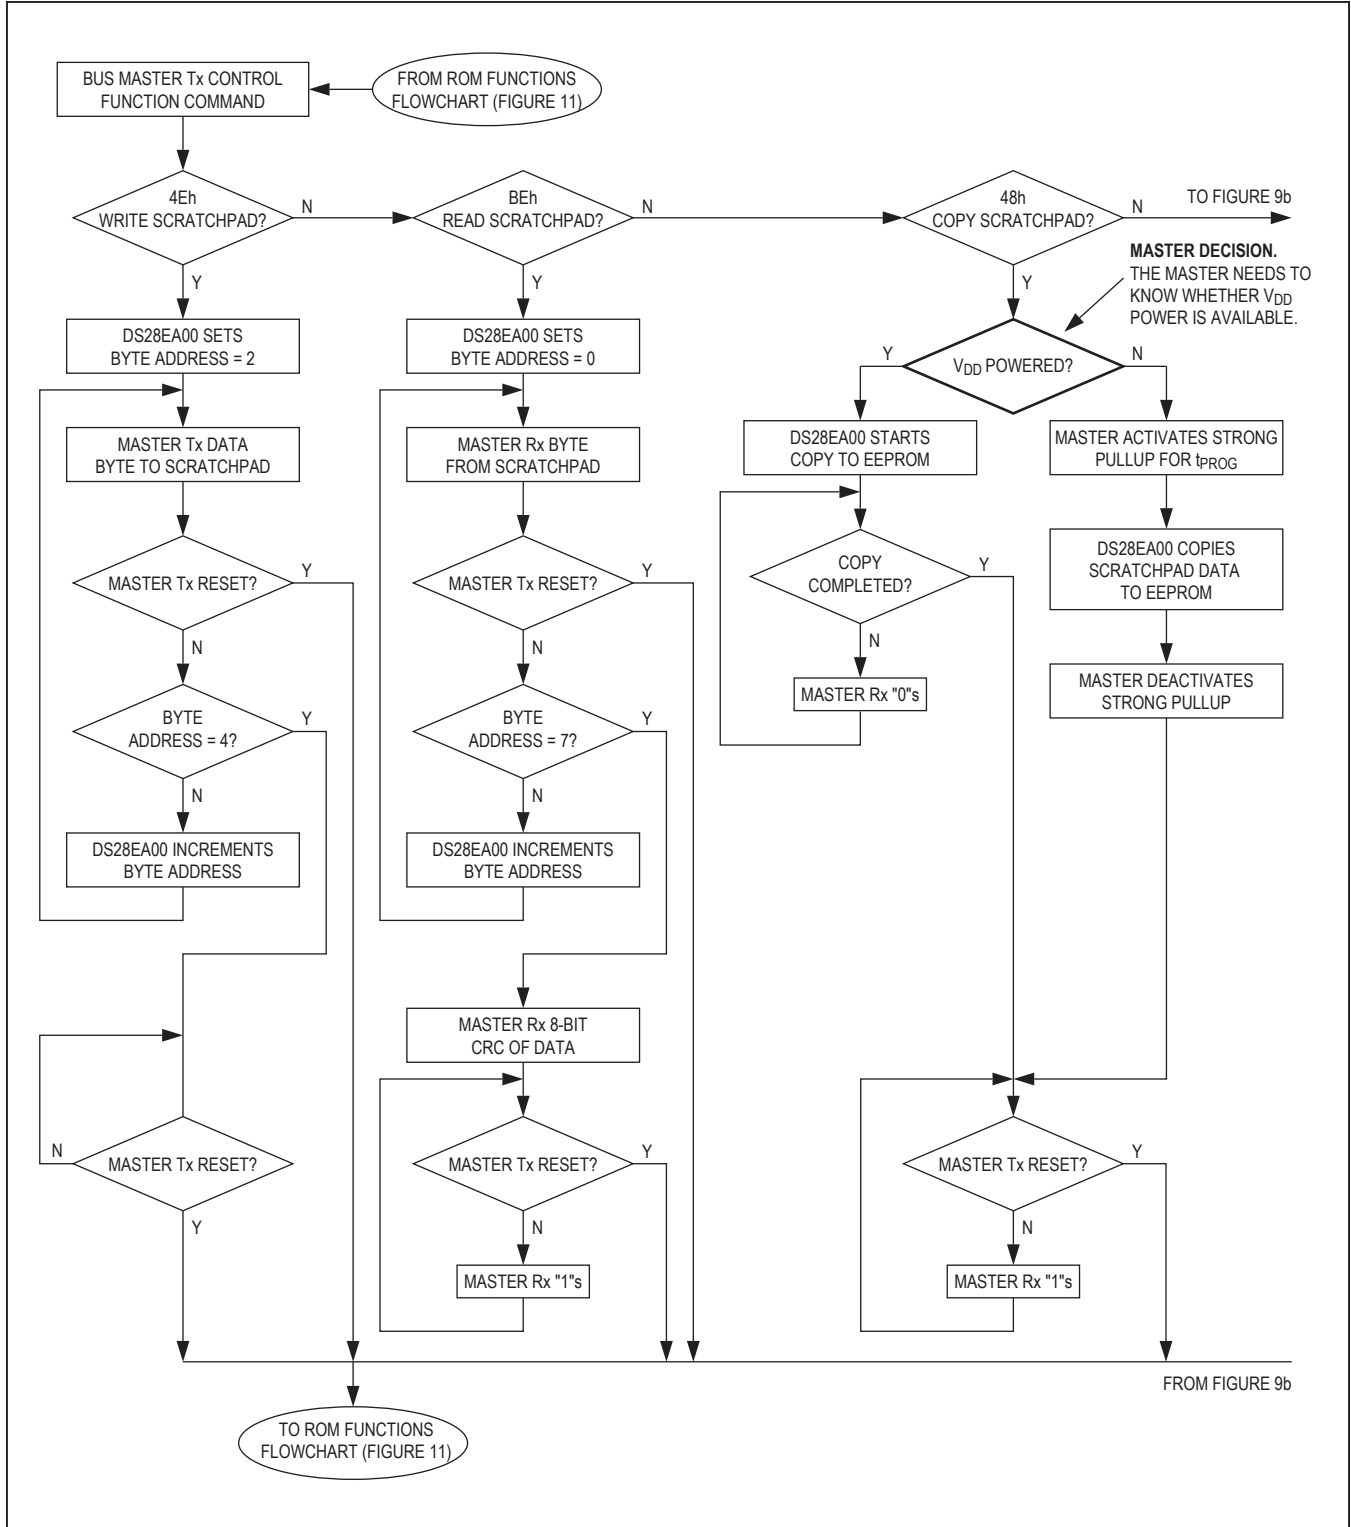 BUS MASTER Tx CONTROL
FUNCTION COMMAND
FROM ROM FUNCTIONS
FLOWCHART (FIGURE 11)
4Eh
WRITE SCRATCHPAD?
N
BEh
READ SCRATCHPAD?
N
48h
COPY SCRATCHPAD?
N
TO FIGURE 9b
MASTER DECISION.
THE MASTER NEEDS TO
KNOW WHETHER VDD
POWER IS AVAILABLE.
Y
Y
Y
DS28EA00 SETS
BYTE ADDRESS = 2
DS28EA00 SETS
BYTE ADDRESS = 0
Y
VDD POWERED?
N
MASTER Tx DATA
BYTE TO SCRATCHPAD
MASTER Rx BYTE
FROM SCRATCHPAD
DS28EA00 STARTS
COPY TO EEPROM
MASTER ACTIVATES STRONG
PULLUP FOR tPROG
MASTER Tx RESET?
Y
MASTER Tx RESET?
Y
COPY
COMPLETED?
Y
DS28EA00 COPIES
SCRATCHPAD DATA
TO EEPROM
N
N
N
BYTE
ADDRESS = 4?
Y
BYTE
ADDRESS = 7?
Y
MASTER Rx "0"s
MASTER DEACTIVATES
STRONG PULLUP
N
N
DS28EA00 INCREMENTS
BYTE ADDRESS
DS28EA00 INCREMENTS
BYTE ADDRESS
MASTER Rx 8-BIT
CRC OF DATA
N
MASTER Tx RESET?
MASTER Tx RESET?
Y
MASTER Tx RESET?
Y
Y
N
N
MASTER Rx "1"s
MASTER Rx "1"s
FROM FIGURE 9b
TO ROM FUNCTIONS
FLOWCHART (FIGURE 11)